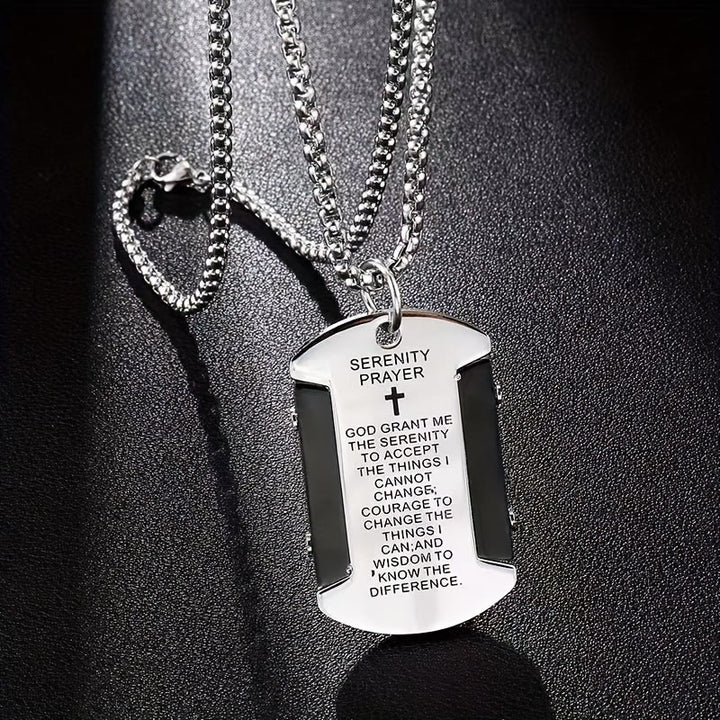 SERENITY
PRAYER
GOD GRANT ME
THE SERENITY
TO ACCEPT
THE THINGS I
CANNOT
CHANGE;
COURAGE TO
CHANGE THE
THINGS I
CAN;AND
WISDOM TO
KNOW THE
DIFFERENCE.